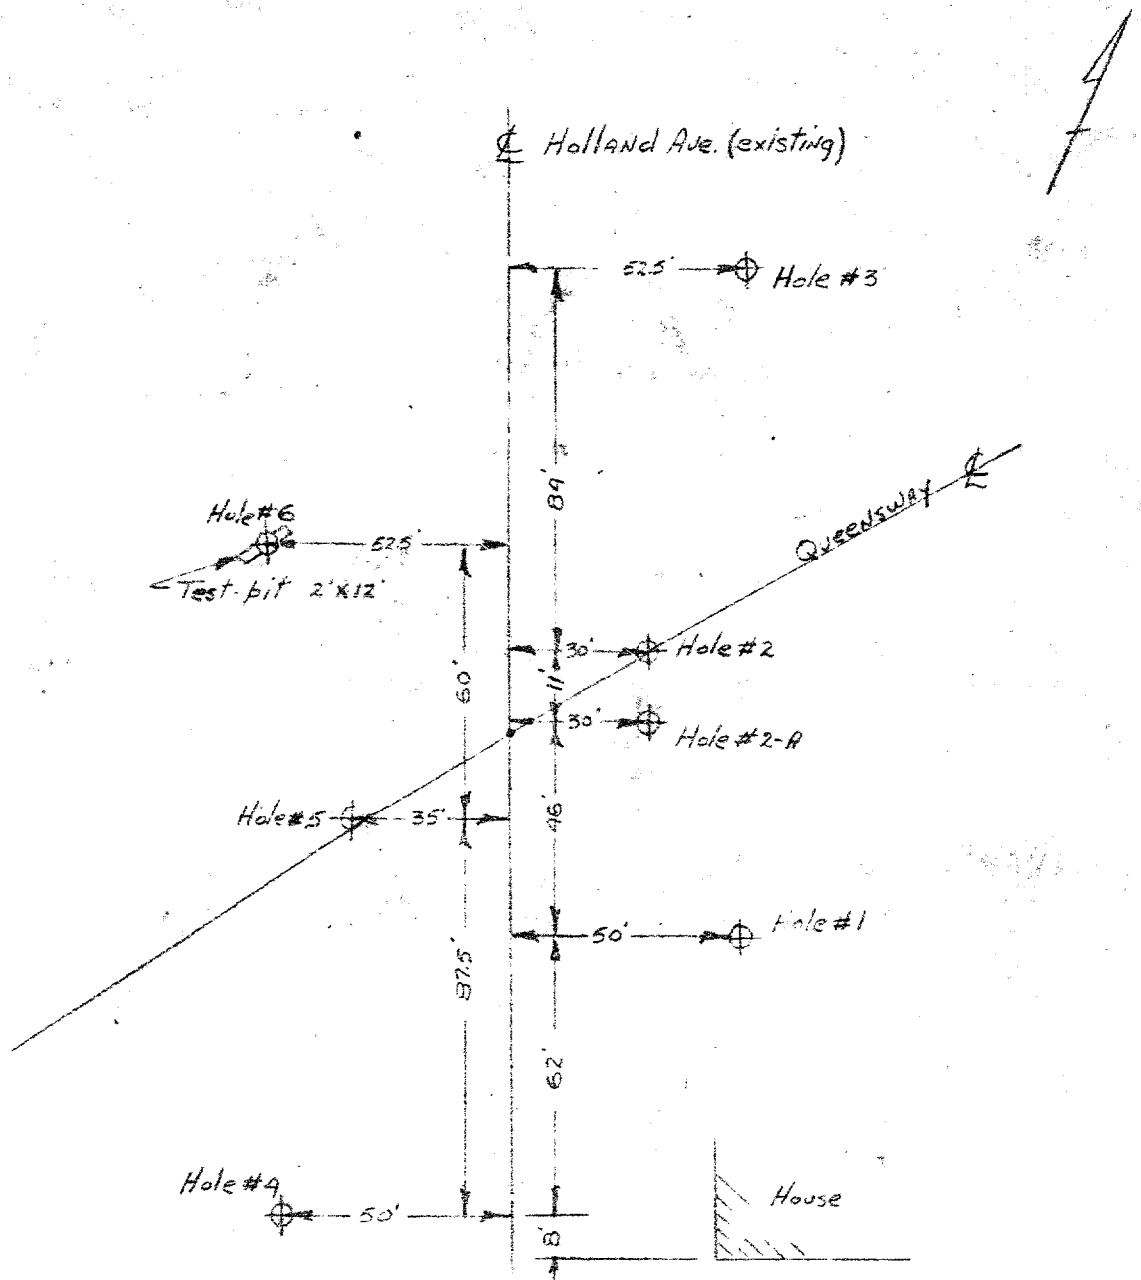 ℄ Holland Ave. (existing)
52.5'
Hole #3
84'
℄
Queensway
Hole #6
52.5'
Test-pit 2'x12'
30'
Hole #2
60'
11'
30'
Hole #2-A
Hole #5
35'
46'
50'
Hole #1
87.5'
62'
Hole #4
House
50'
8'